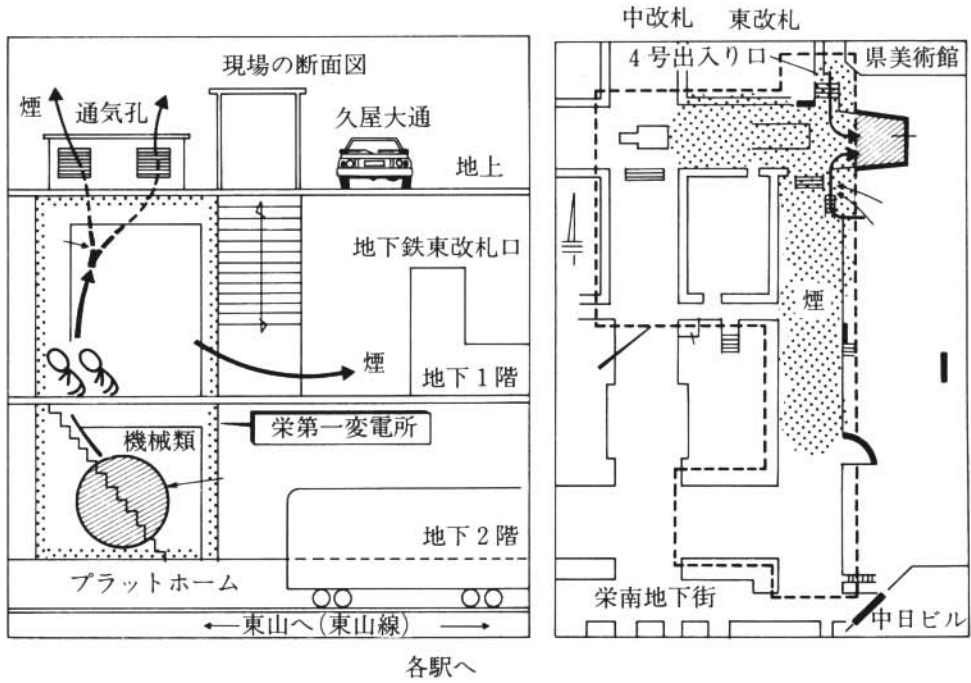 現場の断面図
煙
通気孔
久屋大通
地上
地下鉄東改札口
煙
地下1階
栄第一変電所
機械類
地下2階
プラットホーム
東山へ(東山線)
各駅へ
中改札 東改札
4号出入り口
県美術館
煙
栄南地下街
中日ビル